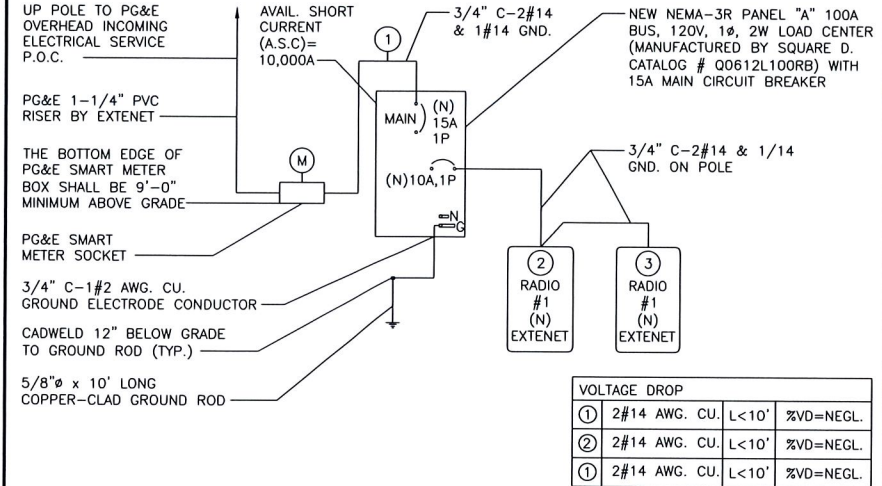 UP POLE TO PG&E
OVERHEAD INCOMING
ELECTRICAL SERVICE
P.O.C.
PG&E 1-1/4" PVC
RISER BY EXTENET
THE BOTTOM EDGE OF
PG&E SMART METER
BOX SHALL BE 9'-0"
MINIMUM ABOVE GRADE
PG&E SMART
METER SOCKET
3/4" C-1#2 AWG. CU.
GROUND ELECTRODE CONDUCTOR
CADWELD 12" BELOW GRADE
TO GROUND ROD (TYP.)
5/8"ø x 10' LONG
COPPER-CLAD GROUND ROD
M
AVAIL. SHORT
CURRENT
(A.S.C)=
10,000A
1
3/4" C-2#14
& 1#14 GND.
NEW NEMA-3R PANEL "A" 100A
BUS, 120V, 1ø, 2W LOAD CENTER
(MANUFACTURED BY SQUARE D.
CATALOG # Q0612L100RB) WITH
15A MAIN CIRCUIT BREAKER
MAIN
(N)
15A
1P
(N)10A,1P
N
G
3/4" C-2#14 & 1/14
GND. ON POLE
2
RADIO
#1
(N)
EXTENET
3
RADIO
#1
(N)
EXTENET
VOLTAGE DROP
1 2#14 AWG. CU. L<10' %VD=NEGL.
2 2#14 AWG. CU. L<10' %VD=NEGL.
1 2#14 AWG. CU. L<10' %VD=NEGL.